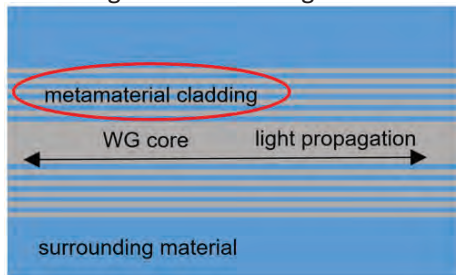 metamaterial cladding
WG core light propagation
surrounding material